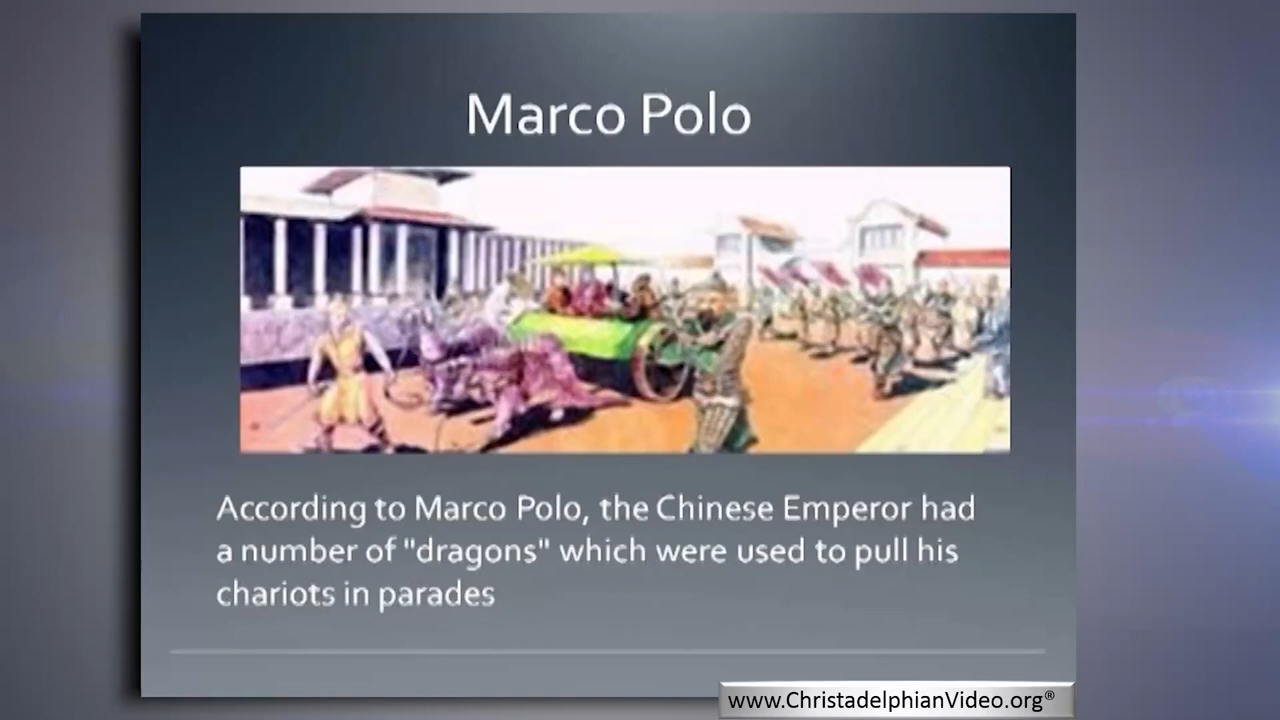 Marco Polo
According to Marco Polo, the Chinese Emperor had
a number of "dragons" which were used to pull his
chariots in parades
www.ChristadelphianVideo.org®